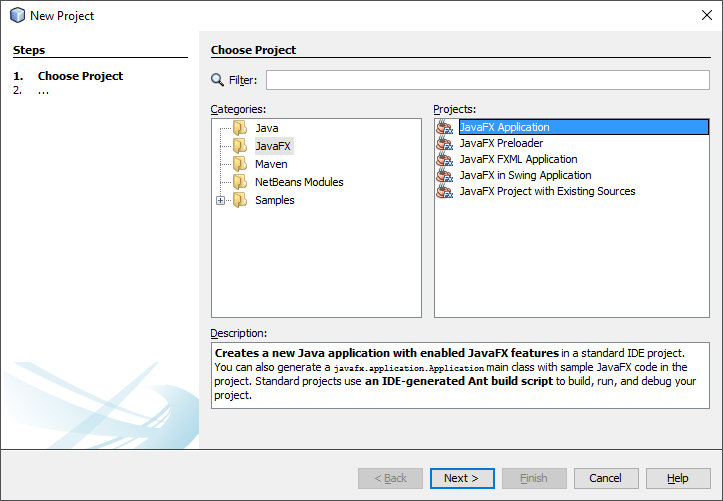 New Project
Steps
1. Choose Project
2. ...
Choose Project
Filter:
Categories:
Java
JavaFX
Maven
NetBeans Modules
Samples
Projects:
JavaFX Application
JavaFX Preloader
JavaFX FXML Application
JavaFX in Swing Application
JavaFX Project with Existing Sources
Description:
Creates a new Java application with enabled JavaFX features in a standard IDE project.
You can also generate a javafx.application.Application main class with sample JavaFX code in the
project. Standard projects use an IDE-generated Ant build script to build, run, and debug your
project.
< Back
Next >
Finish
Cancel
Help